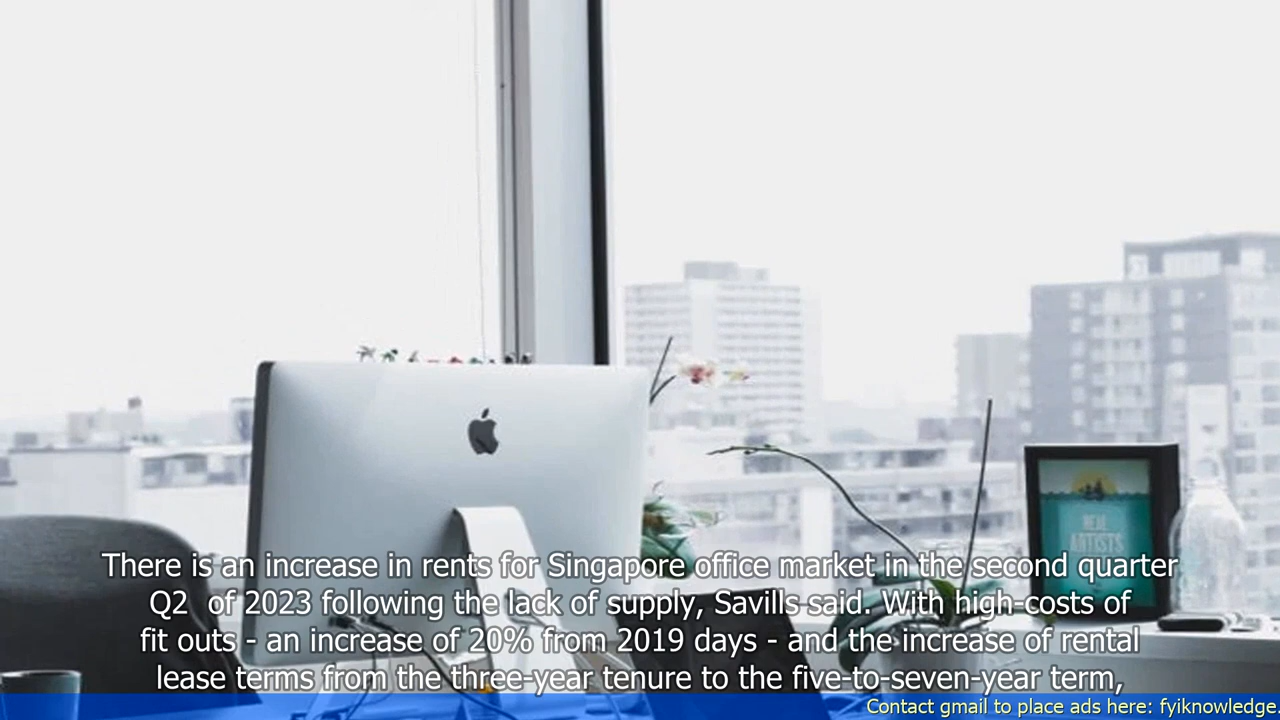 REAL
ARTISTS
There is an increase in rents for Singapore office market in the second quarter
Q2 of 2023 following the lack of supply, Savills said. With high-costs of
fit outs - an increase of 20% from 2019 days - and the increase of rental
lease terms from the three-year tenure to the five-to-seven-year term,
Contact gmail to place ads here: fyiknowledge.